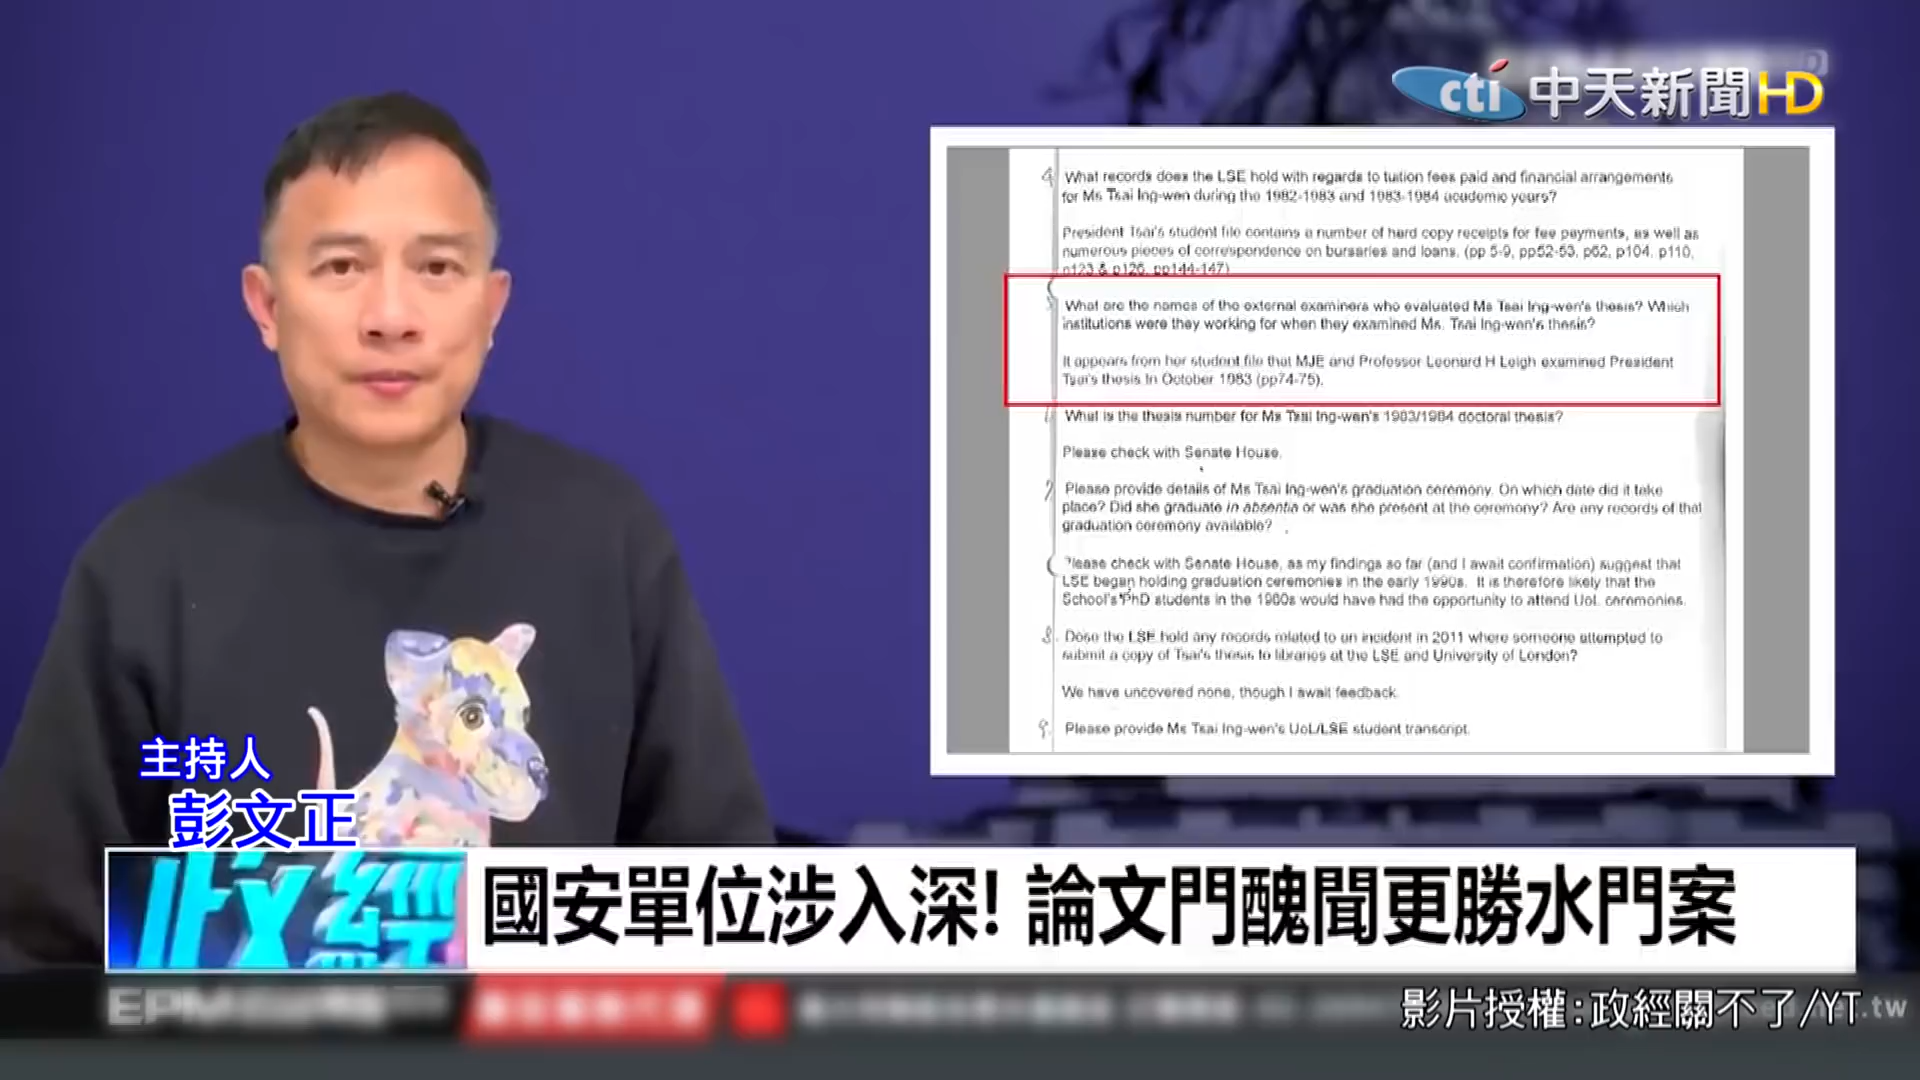 cti 中天新聞HD
4 What records does the LSE hold with regards to tuition fees paid and financial arrangements
for Ms Tsai Ing-wen during the 1982-1983 and 1983-1984 academic years?
President Tsai's student file contains a number of hard copy receipts for fee payments, as well as
numerous pieces of correspondence on bursaries and loans. (pp 5-9, pp52-53, p62, p104, p110,
p123 & p126, pp144-147)
5 What are the names of the external examiners who evaluated Ms Tsai Ing-wen's thesis? Which
institutions were they working for when they examined Ms. Tsai Ing-wen's thesis?
It appears from her student file that MJE and Professor Leonard H Leigh examined President
Tsai's thesis in October 1983 (pp74-75).
What is the thesis number for Ms Tsai Ing-wen's 1983/1984 doctoral thesis?
Please check with Senate House.
7 Please provide details of Ms Tsai Ing-wen's graduation ceremony. On which date did it take
place? Did she graduate in absentia or was she present at the ceremony? Are any records of that
graduation ceremony available?
Please check with Senate House, as my findings so far (and I await confirmation) suggest that
LSE began holding graduation ceremonies in the early 1990s. It is therefore likely that the
School's PhD students in the 1980s would have had the opportunity to attend UoL ceremonies.
8. Dose the LSE hold any records related to an incident in 2011 where someone attempted to
submit a copy of Tsai's thesis to libraries at the LSE and University of London?
We have uncovered none, though I await feedback.
9. Please provide Ms Tsai Ing-wen's UoL/LSE student transcript.
主持人
彭文正
政經 國安單位涉入深! 論文門醜聞更勝水門案
影片授權:政經關不了/YT